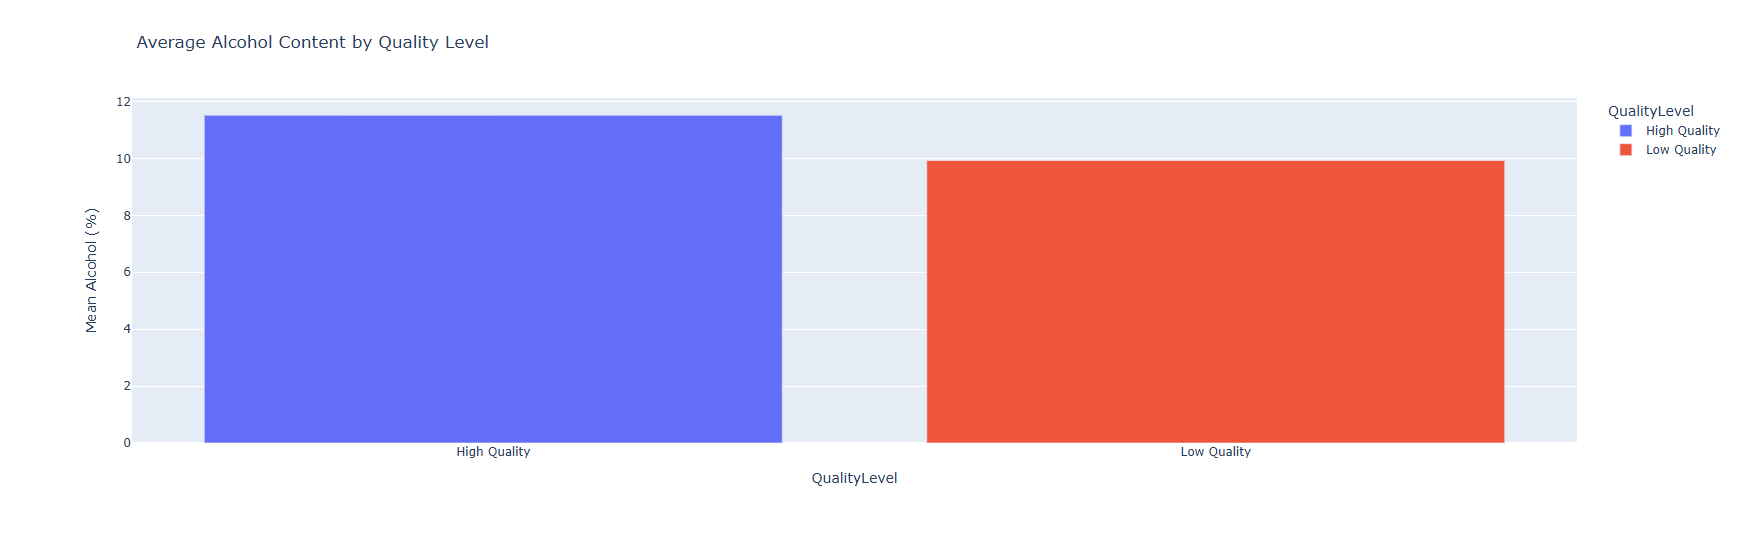 Average Alcohol Content by Quality Level
12
10
8
6
4
2
0
Mean Alcohol (%)
High Quality
Low Quality
QualityLevel
QualityLevel
High Quality
Low Quality